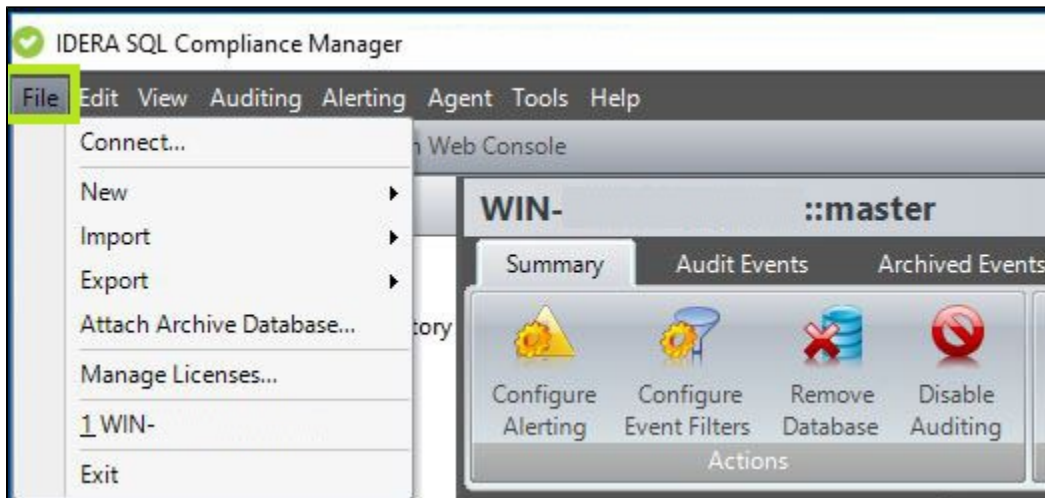 IDERA SQL Compliance Manager
File Edit View Auditing Alerting Agent Tools Help
Web Console
Connect...
New
Import
Export
Attach Archive Database...
Manage Licenses...
1 WIN-
Exit
WIN- ::master
Summary Audit Events Archived Events
Configure Alerting
Configure Event Filters
Remove Database
Disable Auditing
Actions